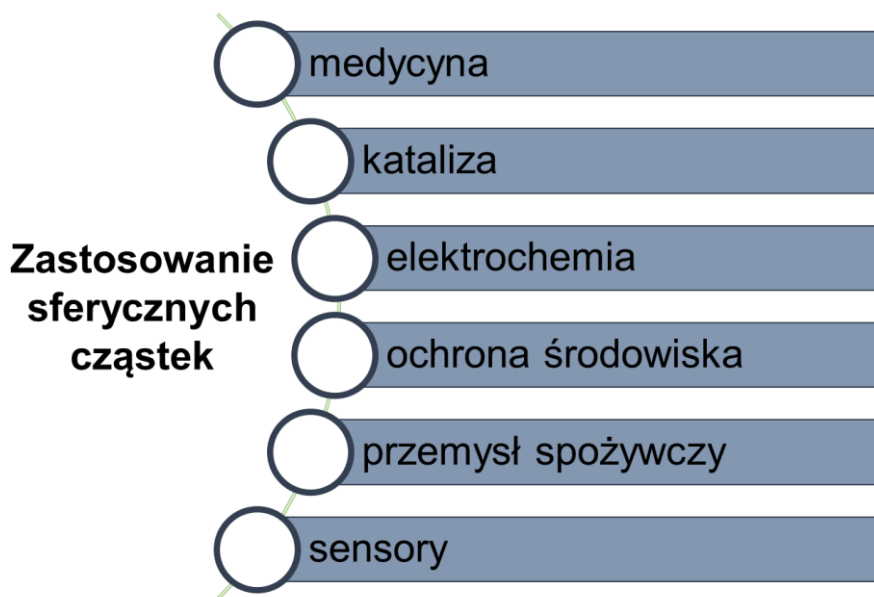 medycyna
kataliza
elektrochemia
Zastosowanie
sferycznych
cząstek
ochrona środowiska
przemysł spożywczy
sensory